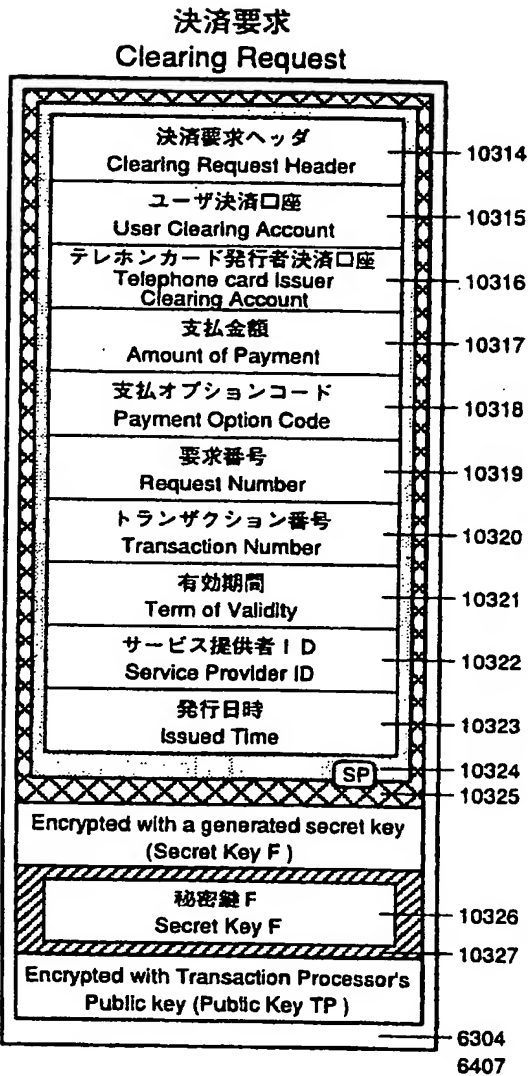 決済要求
Clearing Request
決済要求ヘッダ
Clearing Request Header
10314
ユーザ決済口座
User Clearing Account
10315
テレホンカード発行者決済口座
Telephone card Issuer
Clearing Account
10316
支払金額
Amount of Payment
10317
支払オプションコード
Payment Option Code
10318
要求番号
Request Number
10319
トランザクション番号
Transaction Number
10320
有効期間
Term of Validity
10321
サービス提供者ID
Service Provider ID
10322
発行日時
Issued Time
10323
SP
10324
10325
Encrypted with a generated secret key
(Secret Key F )
秘密鍵F
Secret Key F
10326
10327
Encrypted with Transaction Processor's
Public key (Public Key TP )
6304
6407